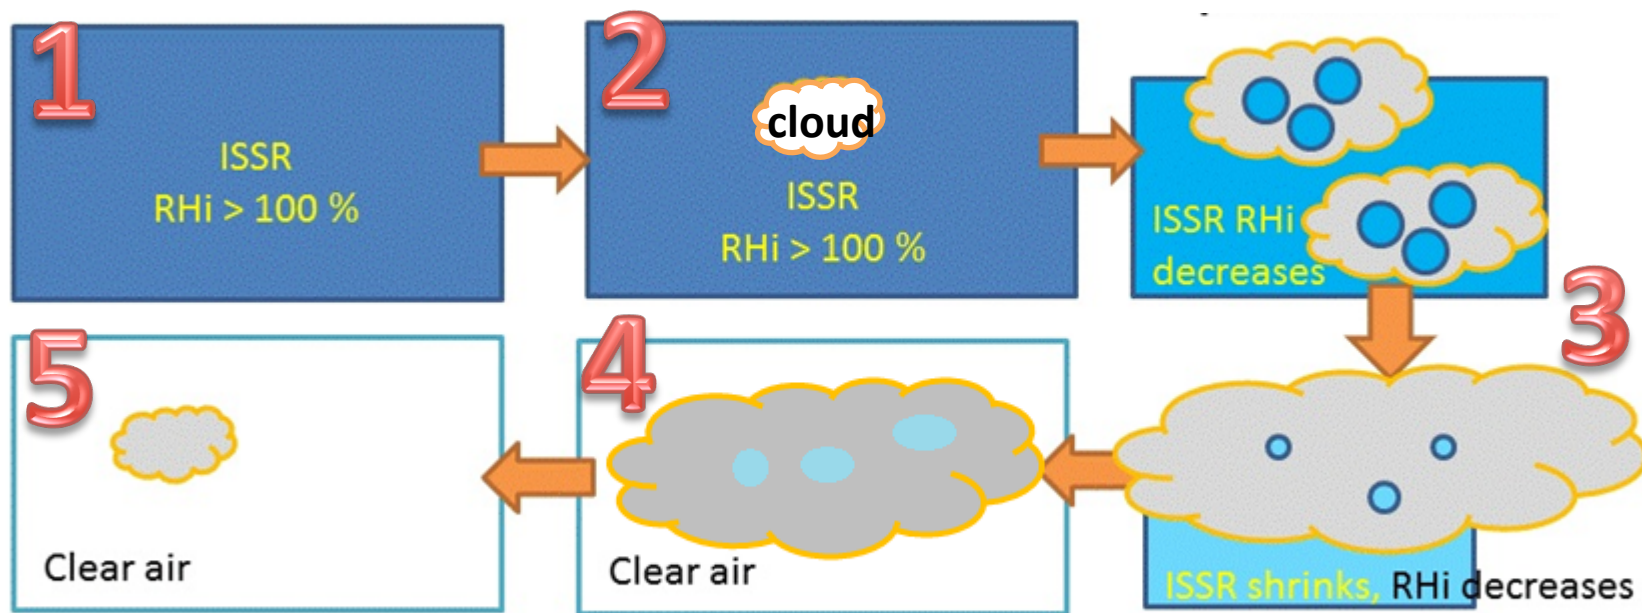 1
ISSR
RHi > 100 %
2
cloud
ISSR
RHi > 100 %
ISSR RHi
decreases
3
ISSR shrinks, RHi decreases
4
Clear air
5
Clear air